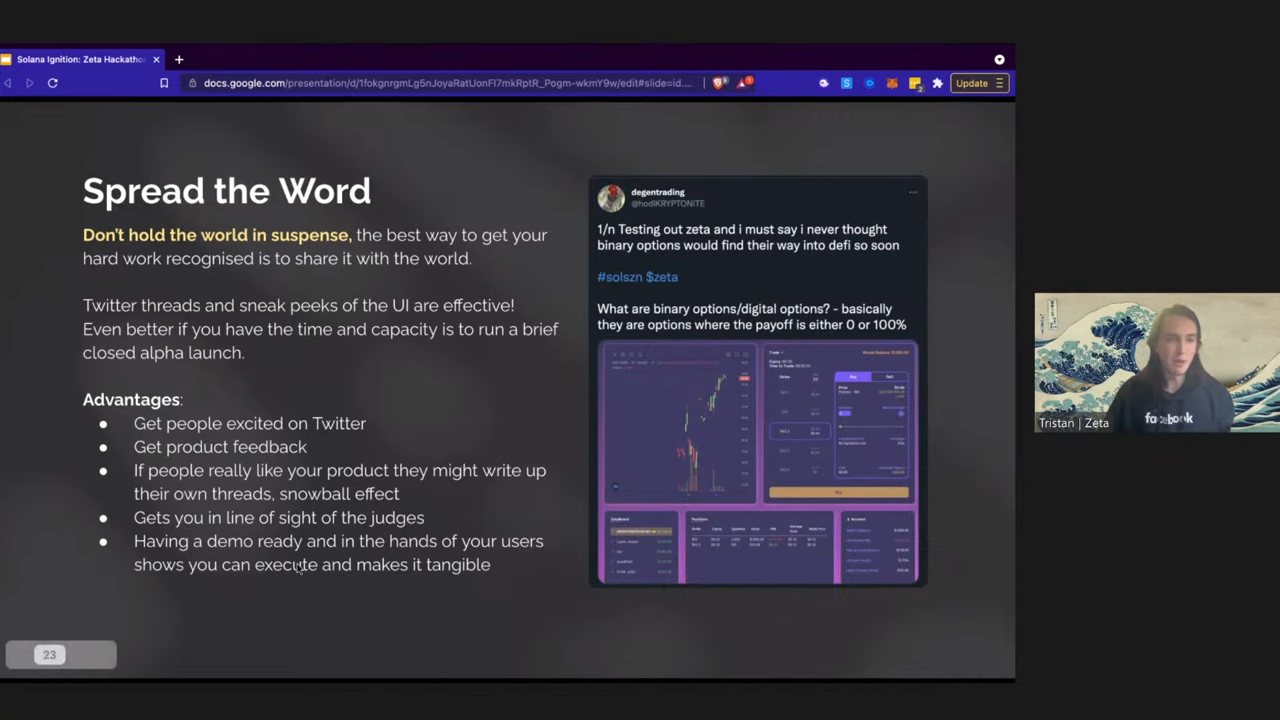 Solana Ignition: Zeta Hackathor
docs.google.com/presentation/d/1fokgnrgmLg5nJoyaRatUonFl7mkRptR_Pogm-wkmY9w/edit#slide=id....
Update
Spread the Word
Don't hold the world in suspense, the best way to get your
hard work recognised is to share it with the world.
Twitter threads and sneak peeks of the UI are effective!
Even better if you have the time and capacity is to run a brief
closed alpha launch.
Advantages:
● Get people excited on Twitter
● Get product feedback
● If people really like your product they might write up
their own threads, snowball effect
● Gets you in line of sight of the judges
● Having a demo ready and in the hands of your users
shows you can execute and makes it tangible
degentrading
@hodlKRYPTONITE
1/n Testing out zeta and i must say i never thought
binary options would find their way into defi so soon
#solszn $zeta
What are binary options/digital options? - basically
they are options where the payoff is either 0 or 100%
Trade
Buy
Sell
Positions
Account
facebook
Tristan | Zeta
23